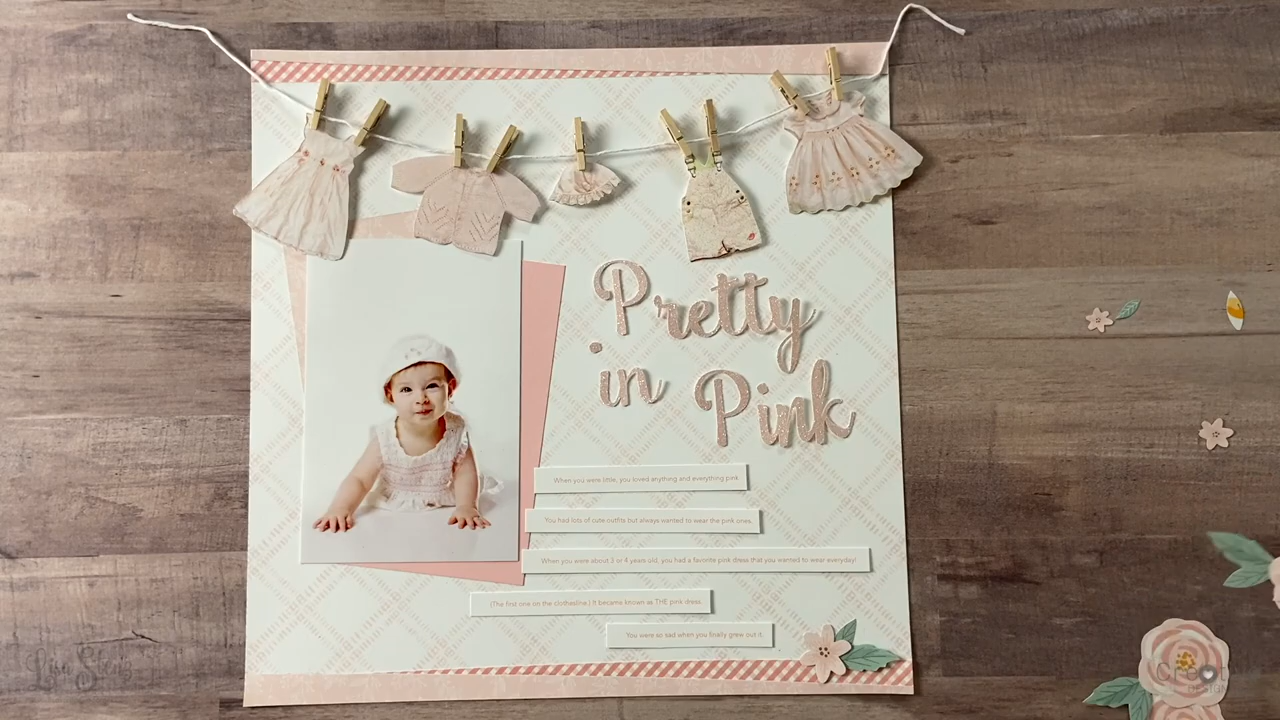 Pretty
in Pink
When you were little, you loved anything and everything pink
You had lots of cute outfits but always wanted to wear the pink ones.
When you were about 3 or 4 years old, you had a favorite pink dress that you wanted to wear everyday!
(The first one on the clothesline.) It became known as THE pink dress.
You were so sad when you finally grew out it.